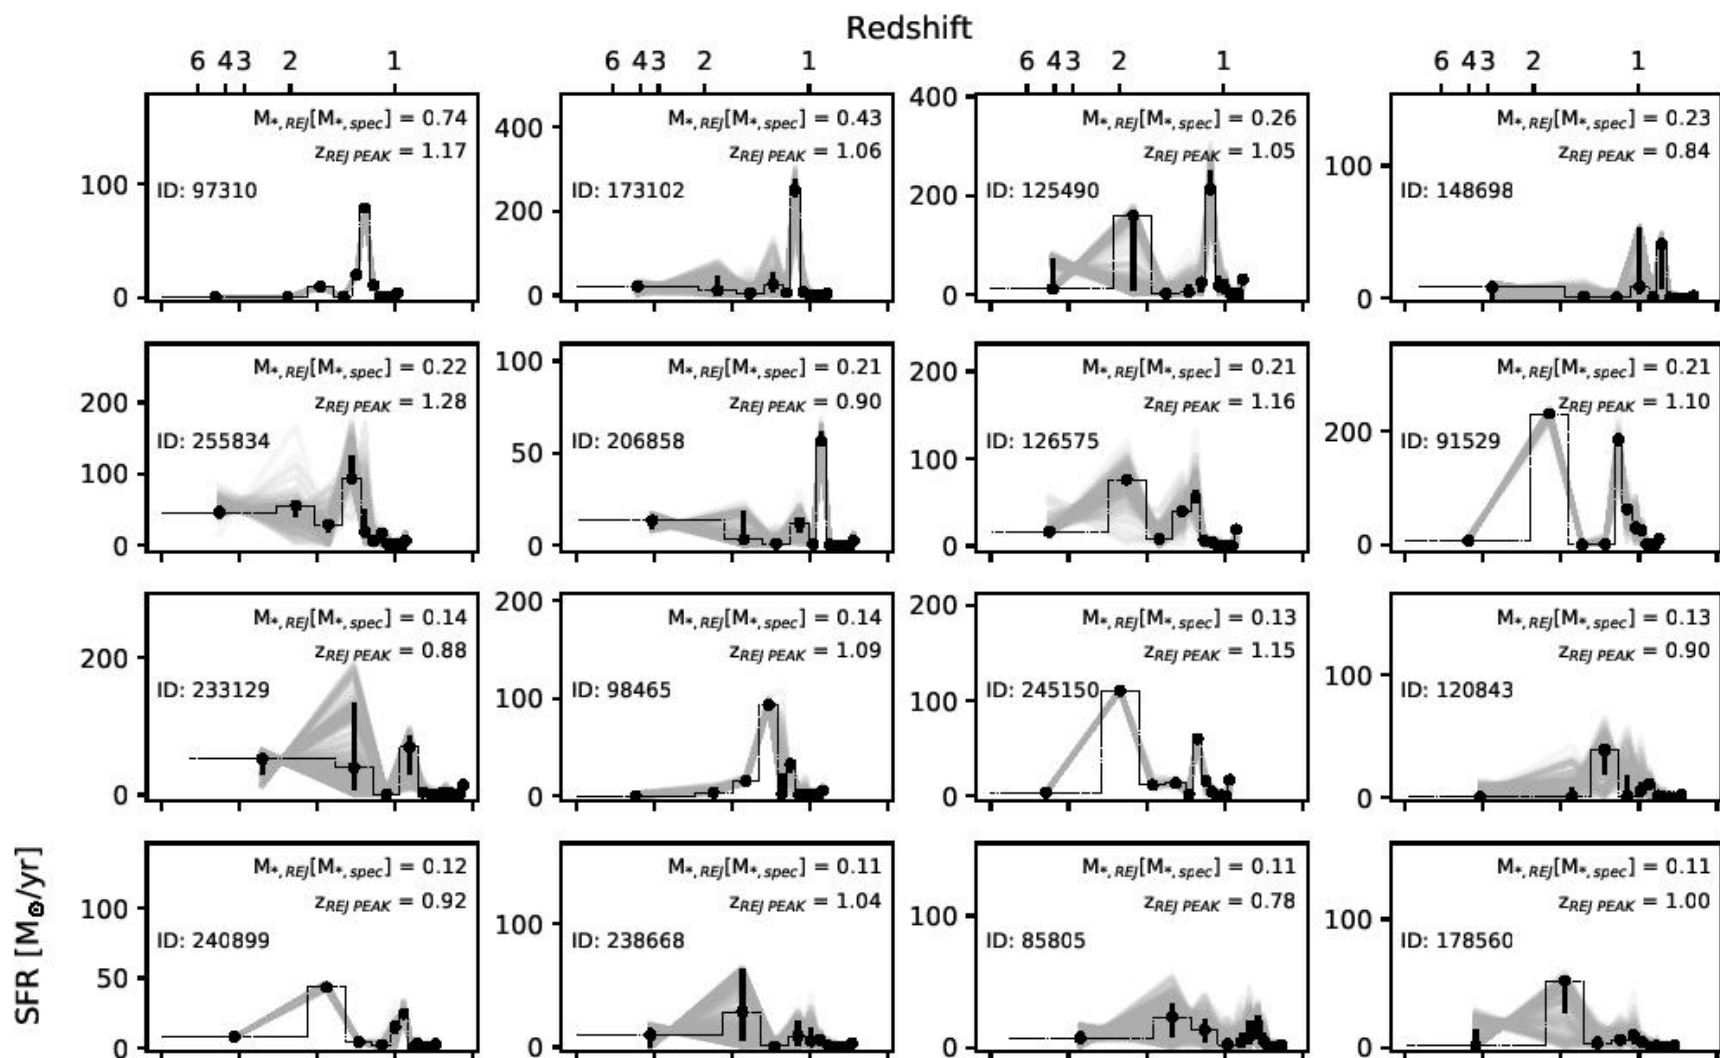 Redshift
6 4 3 2 1 6 4 3 2 1 6 4 3 2 1 6 4 3 2 1
M*,REJ[M*,spec] = 0.74
zREJ PEAK = 1.17
ID: 97310
100
0
M*,REJ[M*,spec] = 0.43
zREJ PEAK = 1.06
ID: 173102
400
200
0
M*,REJ[M*,spec] = 0.26
zREJ PEAK = 1.05
ID: 125490
400
200
0
M*,REJ[M*,spec] = 0.23
zREJ PEAK = 0.84
ID: 148698
100
0
M*,REJ[M*,spec] = 0.22
zREJ PEAK = 1.28
ID: 255834
200
100
0
M*,REJ[M*,spec] = 0.21
zREJ PEAK = 0.90
ID: 206858
100
50
0
M*,REJ[M*,spec] = 0.21
zREJ PEAK = 1.16
ID: 126575
200
100
0
M*,REJ[M*,spec] = 0.21
zREJ PEAK = 1.10
ID: 91529
200
0
M*,REJ[M*,spec] = 0.14
zREJ PEAK = 0.88
ID: 233129
200
0
M*,REJ[M*,spec] = 0.14
zREJ PEAK = 1.09
ID: 98465
200
100
0
M*,REJ[M*,spec] = 0.13
zREJ PEAK = 1.15
ID: 245150
200
100
0
M*,REJ[M*,spec] = 0.13
zREJ PEAK = 0.90
ID: 120843
100
0
SFR [M⊙/yr]
M*,REJ[M*,spec] = 0.12
zREJ PEAK = 0.92
ID: 240899
100
50
0
M*,REJ[M*,spec] = 0.11
zREJ PEAK = 1.04
ID: 238668
100
0
M*,REJ[M*,spec] = 0.11
zREJ PEAK = 0.78
ID: 85805
100
0
M*,REJ[M*,spec] = 0.11
zREJ PEAK = 1.00
ID: 178560
100
0